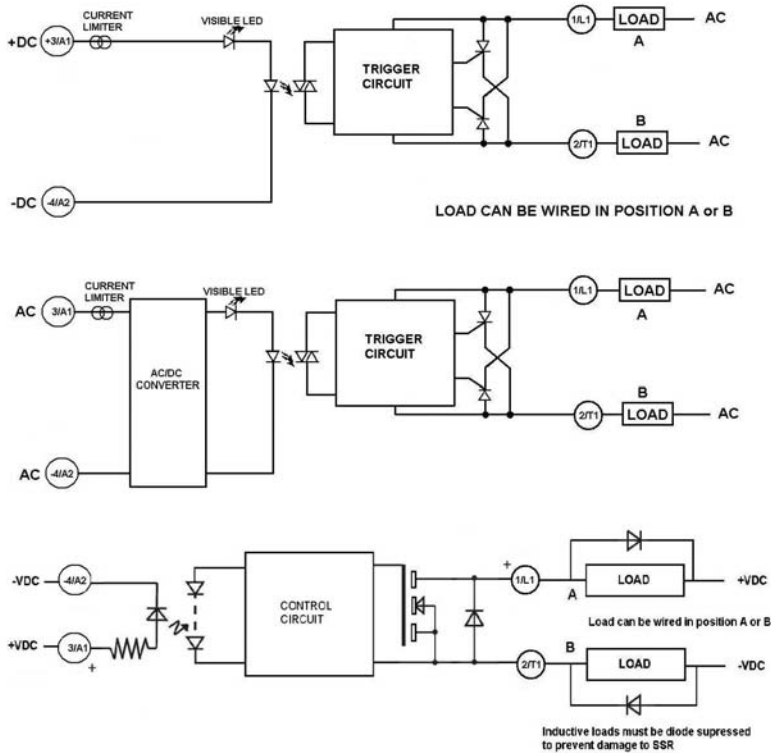 CURRENT
LIMITER
VISIBLE LED
+DC
+3/A1
TRIGGER
CIRCUIT
1/L1
LOAD
AC
A
B
2/T1
LOAD
AC
-DC
-4/A2
LOAD CAN BE WIRED IN POSITION A or B
CURRENT
LIMITER
VISIBLE LED
AC
3/A1
AC/DC
CONVERTER
TRIGGER
CIRCUIT
1/L1
LOAD
AC
A
B
2/T1
LOAD
AC
AC
-4/A2
-VDC
-4/A2
+VDC
3/A1
+
CONTROL
CIRCUIT
+
1/L1
A
LOAD
+VDC
Load can be wired in position A or B
2/T1
B
LOAD
-VDC
Inductive loads must be diode supressed
to prevent damage to SSR